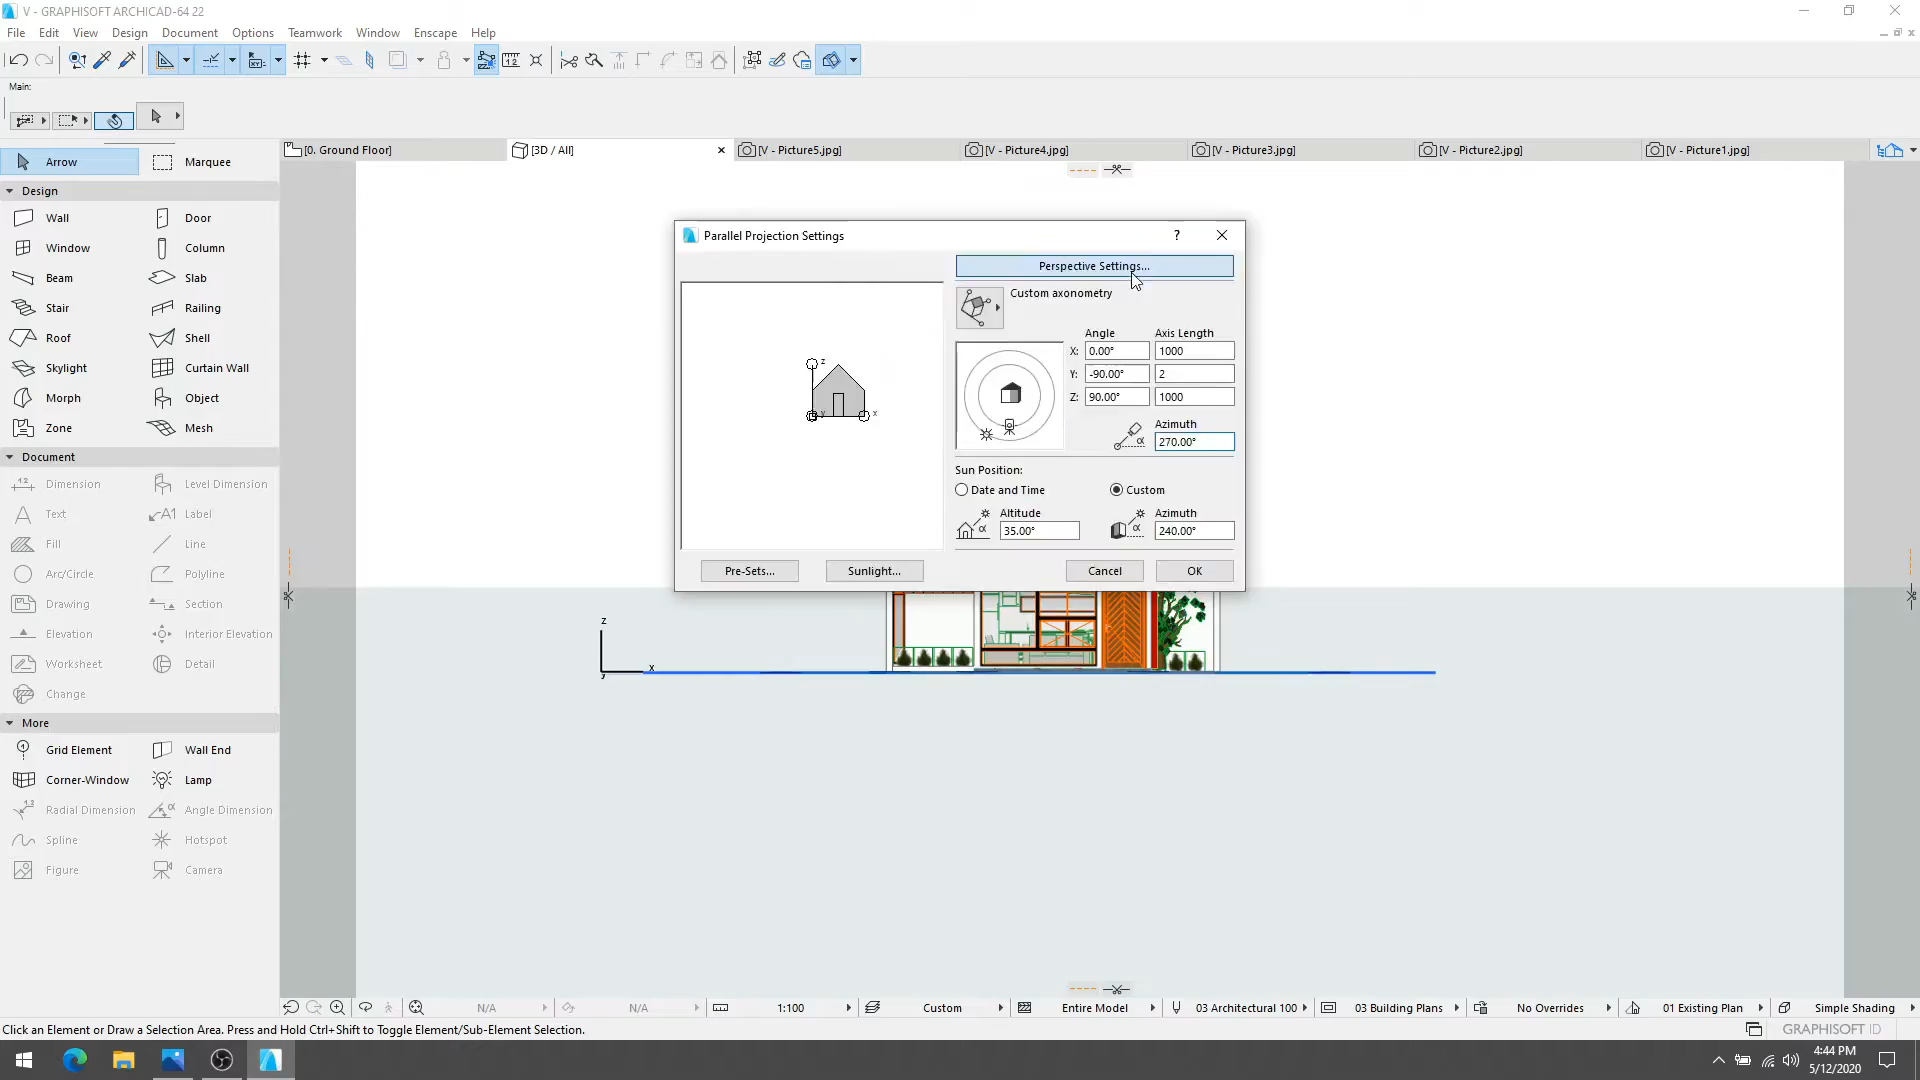 V - GRAPHISOFT ARCHICAD-64 22
File Edit View Design Document Options Teamwork Window Enscape Help
Main:
[0. Ground Floor] [3D / All] [V - Picture5.jpg] [V - Picture4.jpg] [V - Picture3.jpg] [V - Picture2.jpg] [V - Picture1.jpg]
Arrow Marquee
Design
Wall Door
Window Column
Beam Slab
Stair Railing
Roof Shell
Skylight Curtain Wall
Morph Object
Zone Mesh
Document
Dimension Level Dimension
Text Label
Fill Line
Arc/Circle Polyline
Drawing Section
Elevation Interior Elevation
Worksheet Detail
Change
More
Grid Element Wall End
Corner-Window Lamp
Radial Dimension Angle Dimension
Spline Hotspot
Figure Camera
Parallel Projection Settings ?
Perspective Settings...
Custom axonometry
Angle Axis Length
X: 0.00° 1000
Y: -90.00° 2
Z: 90.00° 1000
Azimuth
α 270.00°
Sun Position:
Date and Time Custom
Altitude Azimuth
α 35.00° α 240.00°
Pre-Sets... Sunlight... Cancel OK
z
y x
z
x
y
N/A N/A 1:100 Custom Entire Model 03 Architectural 100 03 Building Plans No Overrides 01 Existing Plan Simple Shading
Click an Element or Draw a Selection Area. Press and Hold Ctrl+Shift to Toggle Element/Sub-Element Selection.
GRAPHISOFT ID
4:44 PM
5/12/2020